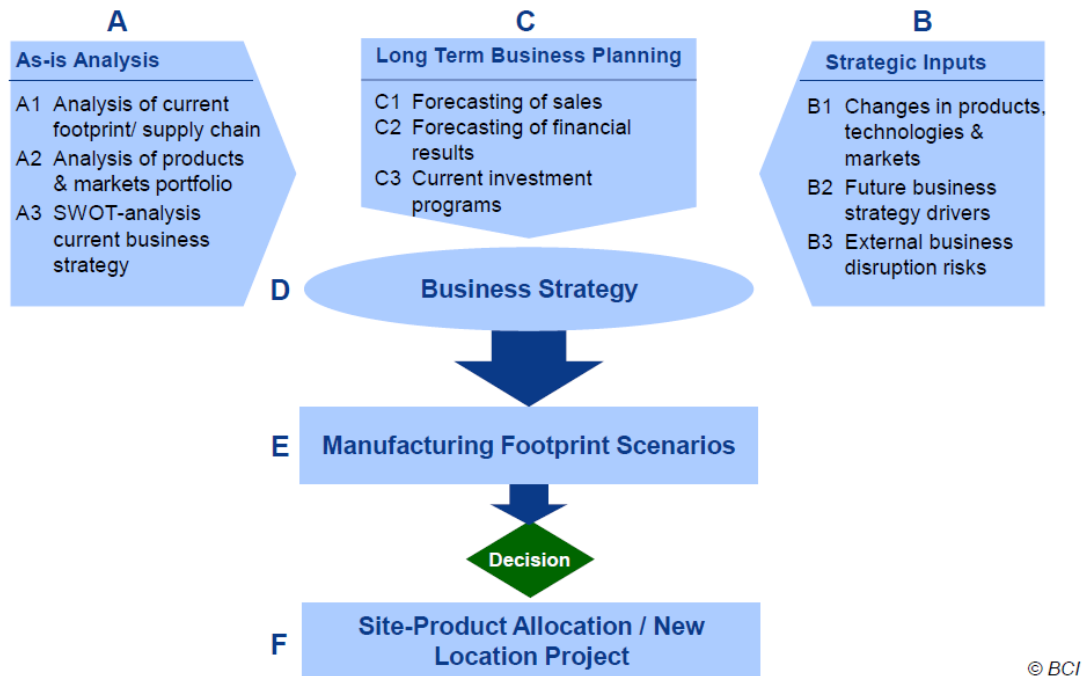 A
As-is Analysis
A1 Analysis of current
footprint/ supply chain
A2 Analysis of products
& markets portfolio
A3 SWOT-analysis
current business
strategy
C
Long Term Business Planning
C1 Forecasting of sales
C2 Forecasting of financial
results
C3 Current investment
programs
B
Strategic Inputs
B1 Changes in products,
technologies &
markets
B2 Future business
strategy drivers
B3 External business
disruption risks
D Business Strategy
E Manufacturing Footprint Scenarios
Decision
F Site-Product Allocation / New
Location Project
© BCI